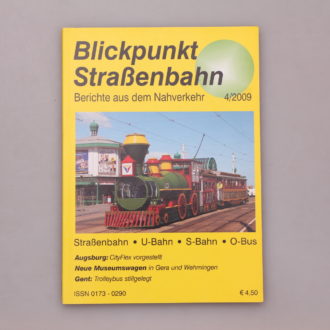 Blickpunkt
Straßenbahn
Berichte aus dem Nahverkehr 4/2009
Straßenbahn • U-Bahn • S-Bahn • O-Bus
Augsburg: CityFlex vorgestellt
Neue Museumswagen in Gera und Wehmingen
Gent: Trolleybus stillgelegt
ISSN 0173 - 0290 € 4,50